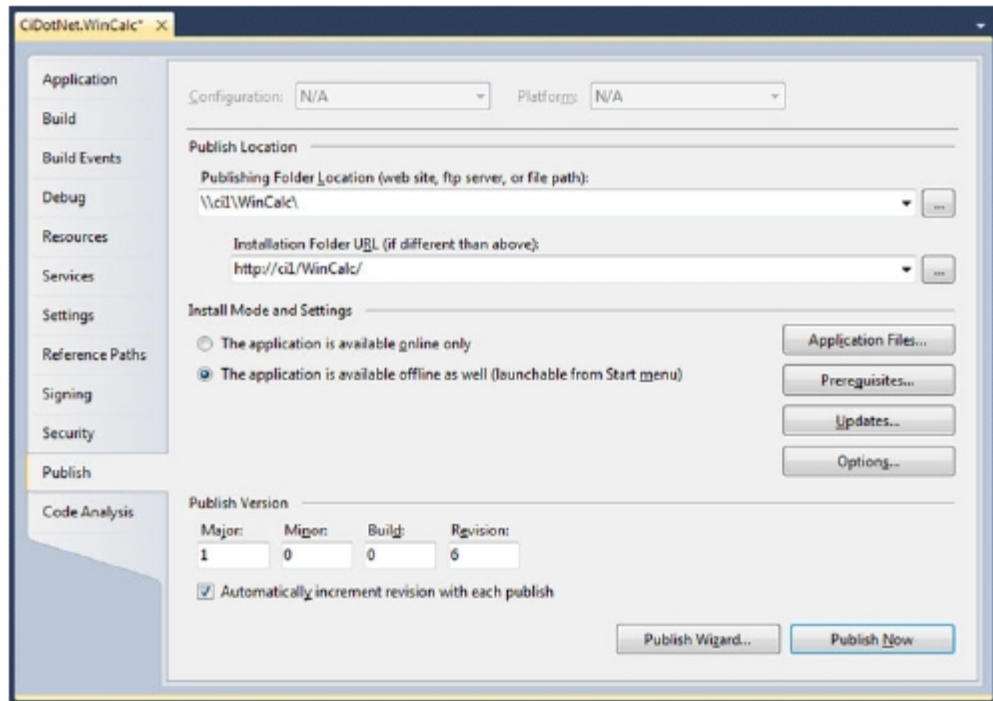 CiDotNet.WinCalc*
Application
Build
Build Events
Debug
Resources
Services
Settings
Reference Paths
Signing
Security
Publish
Code Analysis
Configuration: N/A Platform: N/A
Publish Location
Publishing Folder Location (web site, ftp server, or file path):
\\ci1\WinCalc\
...
Installation Folder URL (if different than above):
http://ci1/WinCalc/
...
Install Mode and Settings
The application is available online only
The application is available offline as well (launchable from Start menu)
Application Files...
Prerequisites...
Updates...
Options...
Publish Version
Major: Minor: Build: Revision:
1 0 0 6
Automatically increment revision with each publish
Publish Wizard... Publish Now